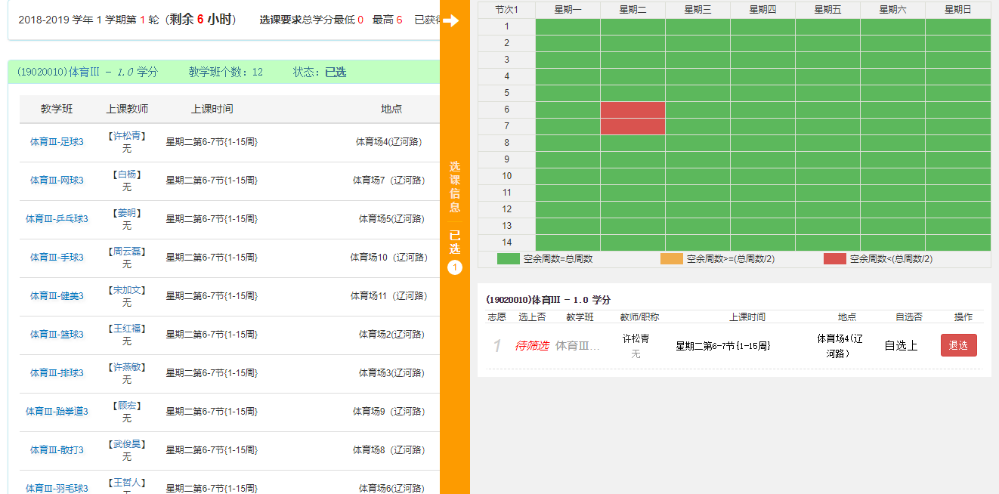 2018-2019 学年 1 学期第 1 轮（剩余 6 小时） 选课要求总学分最低 0 最高 6 已获得
(19020010)体育Ⅲ - 1.0 学分 教学班个数：12 状态：已选
教学班 上课教师 上课时间 地点
体育Ⅲ-足球3 【许松青】 星期二第6-7节{1-15周} 体育场4(辽河路）
无
体育Ⅲ-网球3 【白杨】 星期二第6-7节{1-15周} 体育场7（辽河路）
无
体育Ⅲ-乒乓球3 【姜明】 星期二第6-7节{1-15周} 体育场5(辽河路）
无
体育Ⅲ-手球3 【周云磊】 星期二第6-7节{1-15周} 体育场10（辽河路）
无
体育Ⅲ-健美3 【宋加文】 星期二第6-7节{1-15周} 体育场11（辽河路）
无
体育Ⅲ-篮球3 【王红福】 星期二第6-7节{1-15周} 体育场2(辽河路）
无
体育Ⅲ-排球3 【许燕敏】 星期二第6-7节{1-15周} 体育场3(辽河路）
无
体育Ⅲ-跆拳道3 【顾宏】 星期二第6-7节{1-15周} 体育场9（辽河路）
无
体育Ⅲ-散打3 【武俊昊】 星期二第6-7节{1-15周} 体育场8（辽河路）
无
体育Ⅲ-羽毛球3 【王哲人】 星期二第6-7节{1-15周} 体育场6(辽河路）
选课信息
已选
1
节次1 星期一 星期二 星期三 星期四 星期五 星期六 星期日
1
2
3
4
5
6
7
8
9
10
11
12
13
14
空余周数=总周数 空余周数>=(总周数/2) 空余周数<(总周数/2)
(19020010)体育Ⅲ - 1.0 学分
志愿 选上否 教学班 教师/职称 上课时间 地点 自选否 操作
1 待筛选 体育Ⅲ... 许松青 星期二第6-7节{1-15周} 体育场4(辽 自选上 退选
无 河路）